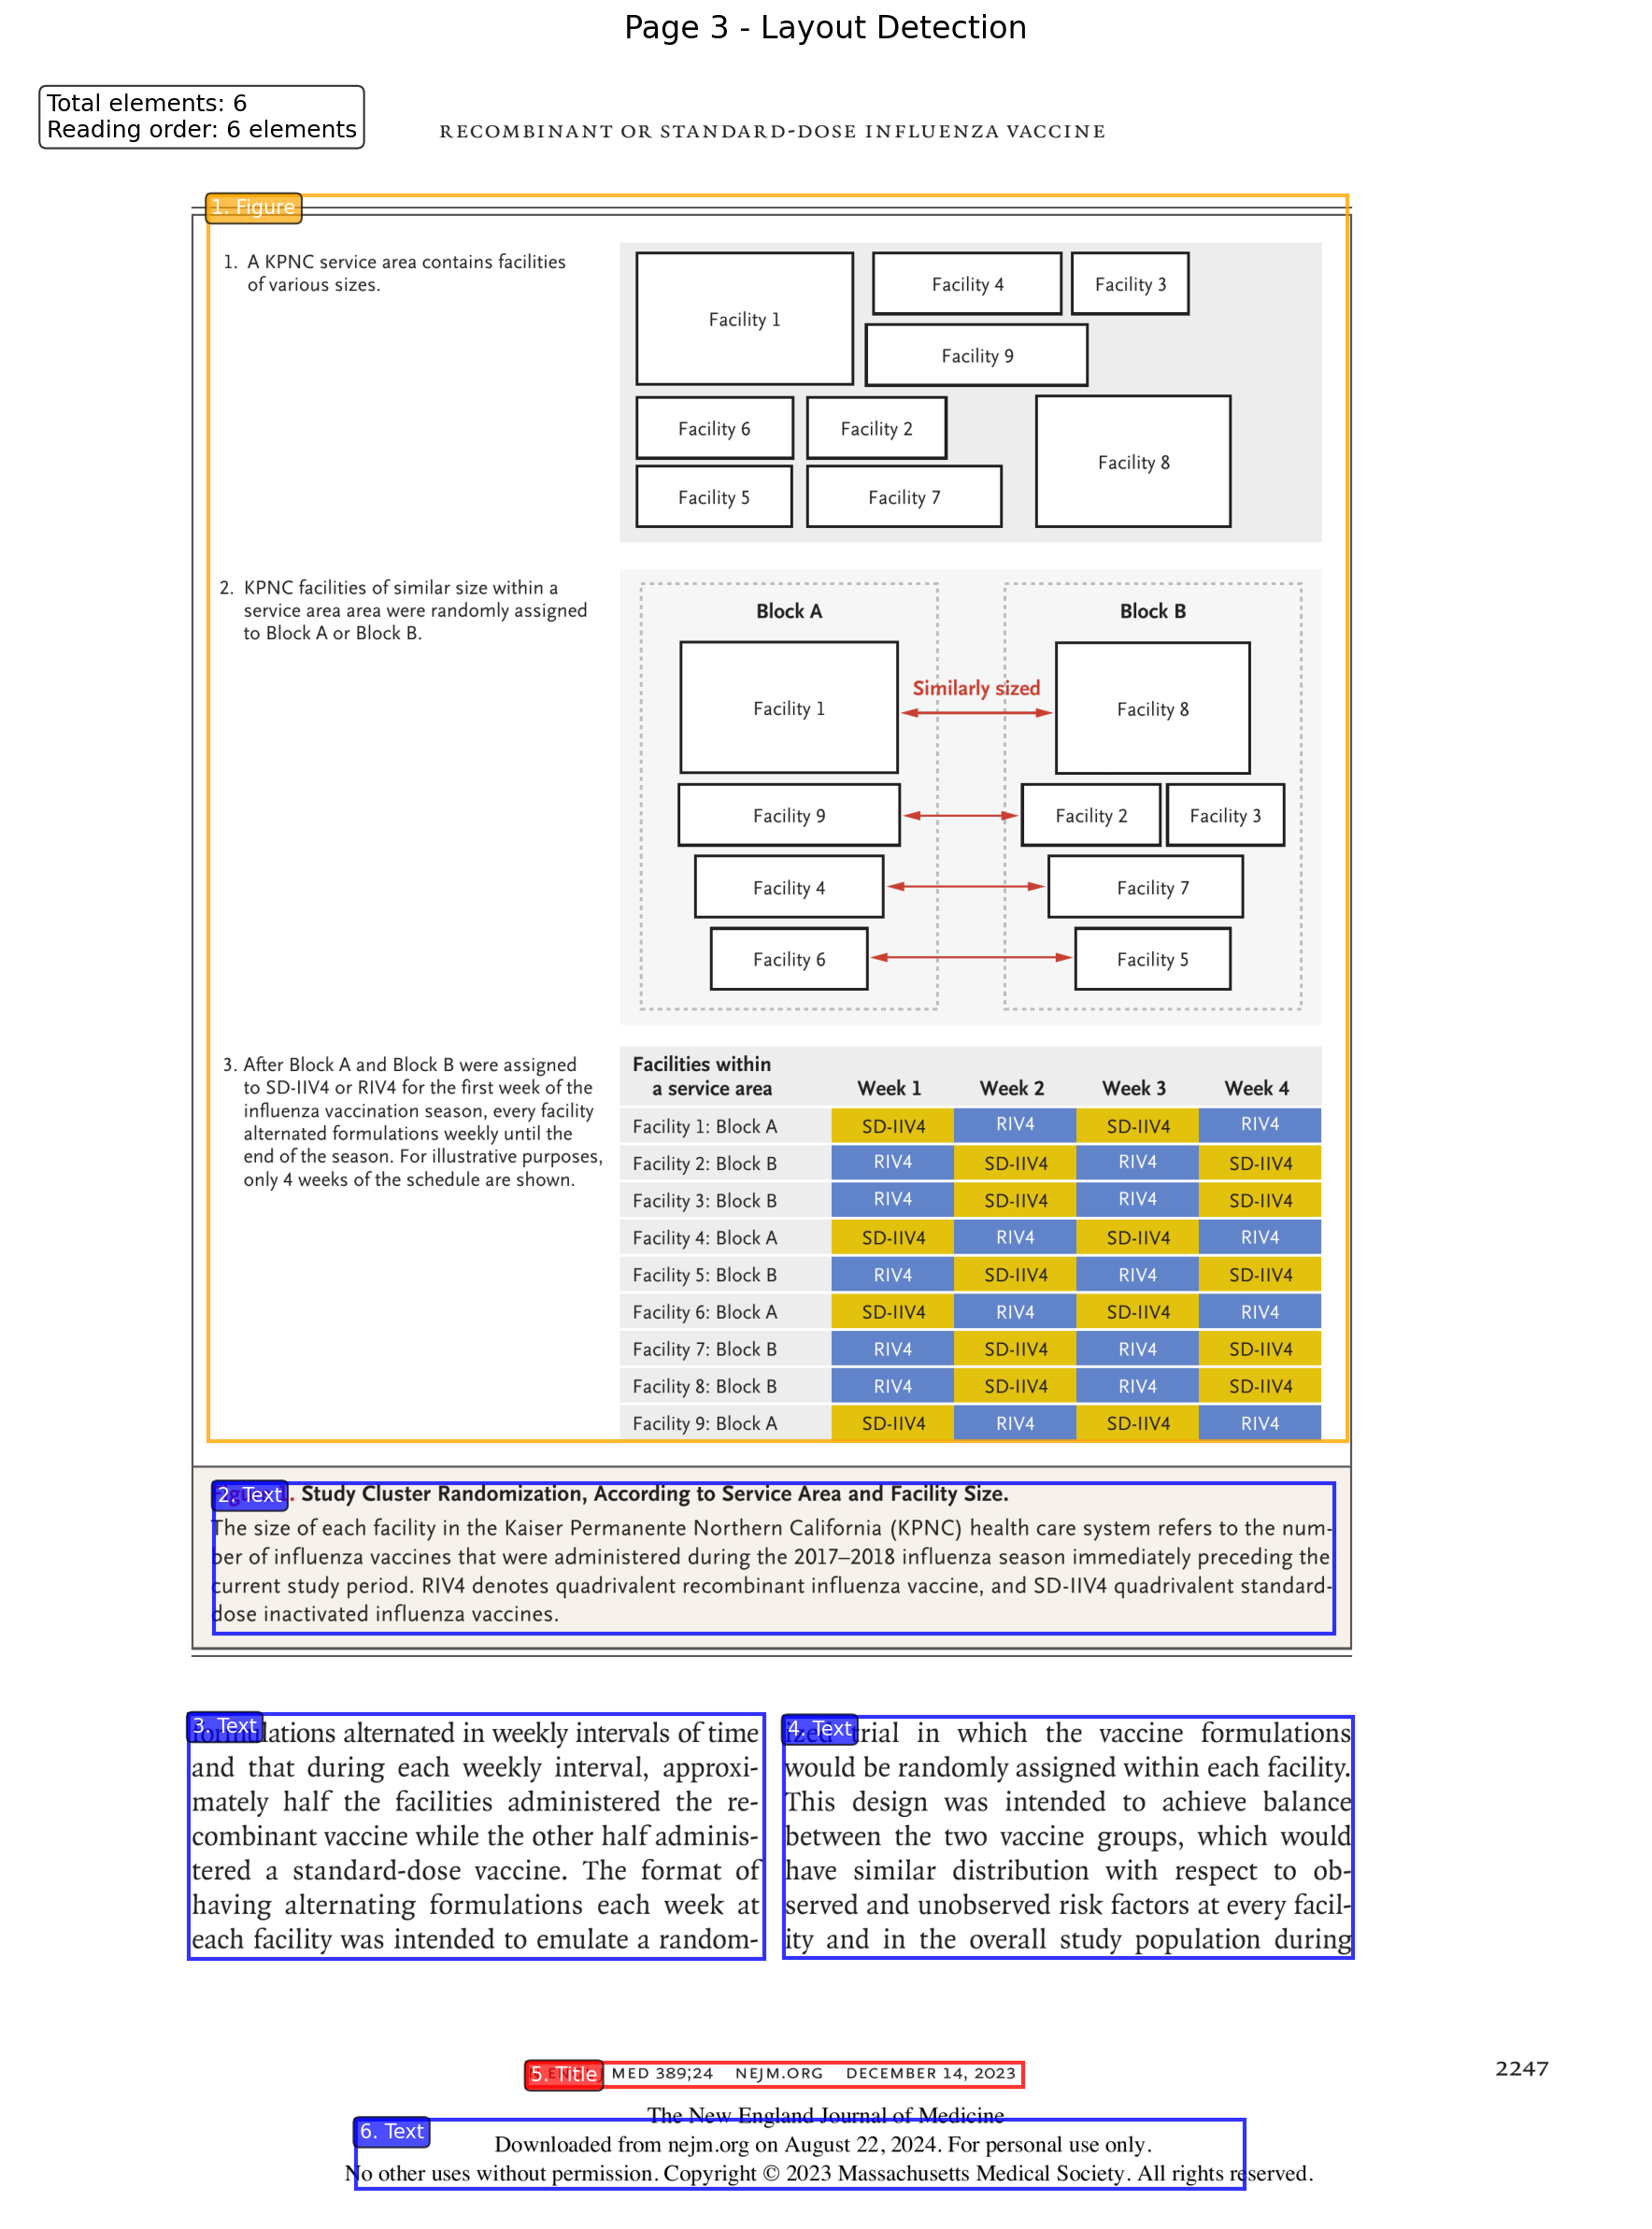 Page 3 - Layout Detection
Total elements: 6
Reading order: 6 elements
RECOMBINANT OR STANDARD-DOSE INFLUENZA VACCINE
1. Figure
1. A KPNC service area contains facilities
of various sizes.
Facility 1
Facility 4
Facility 3
Facility 9
Facility 6
Facility 2
Facility 8
Facility 5
Facility 7
2. KPNC facilities of similar size within a
service area area were randomly assigned
to Block A or Block B.
Block A
Block B
Similarly sized
Facility 1
Facility 8
Facility 9
Facility 2
Facility 3
Facility 4
Facility 7
Facility 6
Facility 5
3. After Block A and Block B were assigned
to SD-IIV4 or RIV4 for the first week of the
influenza vaccination season, every facility
alternated formulations weekly until the
end of the season. For illustrative purposes,
only 4 weeks of the schedule are shown.
Facilities within
a service area Week 1 Week 2 Week 3 Week 4
Facility 1: Block A SD-IIV4 RIV4 SD-IIV4 RIV4
Facility 2: Block B RIV4 SD-IIV4 RIV4 SD-IIV4
Facility 3: Block B RIV4 SD-IIV4 RIV4 SD-IIV4
Facility 4: Block A SD-IIV4 RIV4 SD-IIV4 RIV4
Facility 5: Block B RIV4 SD-IIV4 RIV4 SD-IIV4
Facility 6: Block A SD-IIV4 RIV4 SD-IIV4 RIV4
Facility 7: Block B RIV4 SD-IIV4 RIV4 SD-IIV4
Facility 8: Block B RIV4 SD-IIV4 RIV4 SD-IIV4
Facility 9: Block A SD-IIV4 RIV4 SD-IIV4 RIV4
2. Text
Study Cluster Randomization, According to Service Area and Facility Size.
The size of each facility in the Kaiser Permanente Northern California (KPNC) health care system refers to the num-
ber of influenza vaccines that were administered during the 2017–2018 influenza season immediately preceding the
current study period. RIV4 denotes quadrivalent recombinant influenza vaccine, and SD-IIV4 quadrivalent standard-
dose inactivated influenza vaccines.
3. Text
formulations alternated in weekly intervals of time
and that during each weekly interval, approxi-
mately half the facilities administered the re-
combinant vaccine while the other half adminis-
tered a standard-dose vaccine. The format of
having alternating formulations each week at
each facility was intended to emulate a random-
4. Text
ized trial in which the vaccine formulations
would be randomly assigned within each facility.
This design was intended to achieve balance
between the two vaccine groups, which would
have similar distribution with respect to ob-
served and unobserved risk factors at every facil-
ity and in the overall study population during
5. Title
MED 389;24 NEJM.ORG DECEMBER 14, 2023
2247
The New England Journal of Medicine
6. Text
Downloaded from nejm.org on August 22, 2024. For personal use only.
No other uses without permission. Copyright © 2023 Massachusetts Medical Society. All rights reserved.